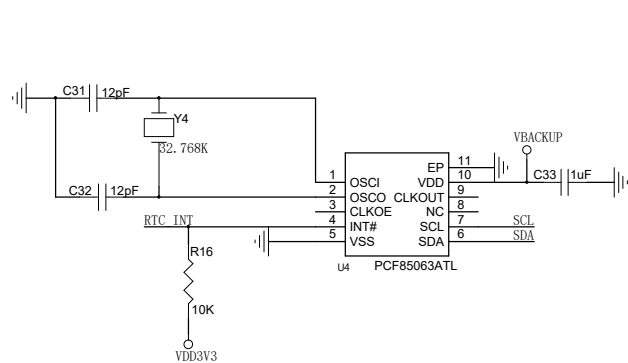 C31 12pF
Y4
32.768K
C32 12pF
RTC INT
R16
10K
VDD3V3
1 OSCI
2 OSCO
3 CLKOE
4 INT#
5 VSS
EP 11
VDD 10
CLKOUT 9
NC 8
SCL 7
SDA 6
U4 PCF85063ATL
VBACKUP
C33 1uF
SCL
SDA